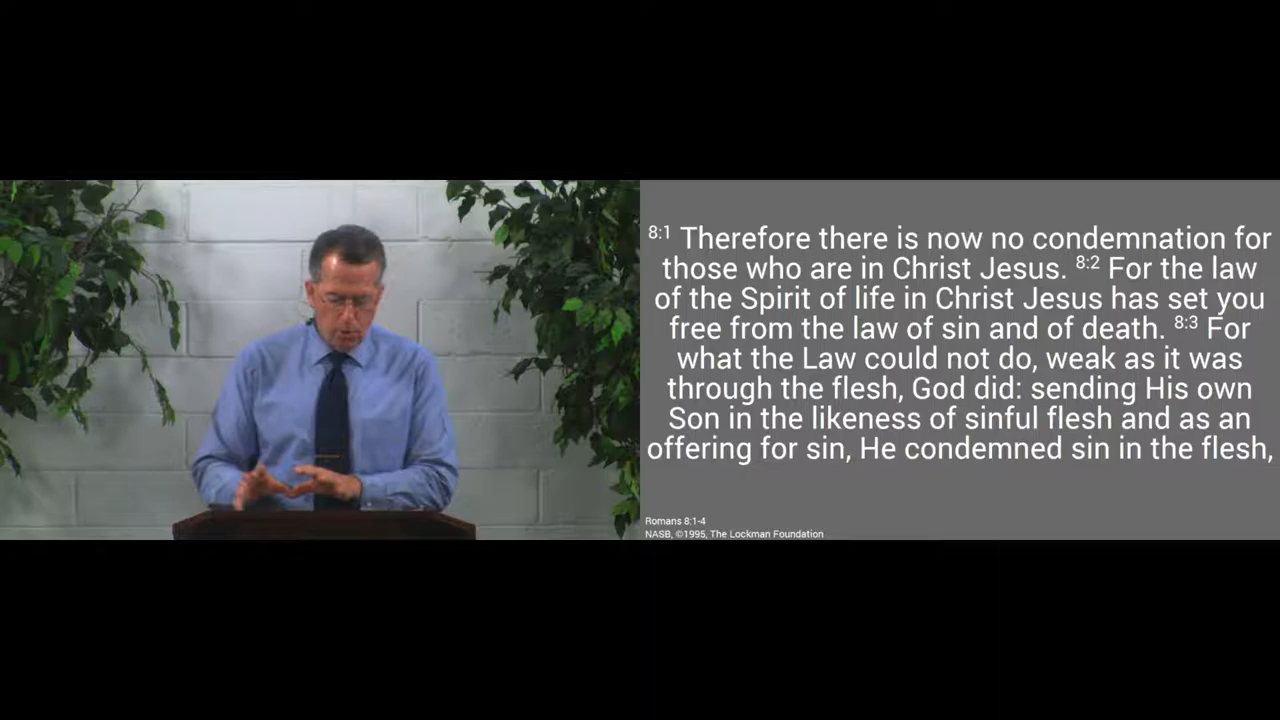 8:1 Therefore there is now no condemnation for
those who are in Christ Jesus. 8:2 For the law
of the Spirit of life in Christ Jesus has set you
free from the law of sin and of death. 8:3 For
what the Law could not do, weak as it was
through the flesh, God did: sending His own
Son in the likeness of sinful flesh and as an
offering for sin, He condemned sin in the flesh,
Romans 8:1-4
NASB, ©1995, The Lockman Foundation